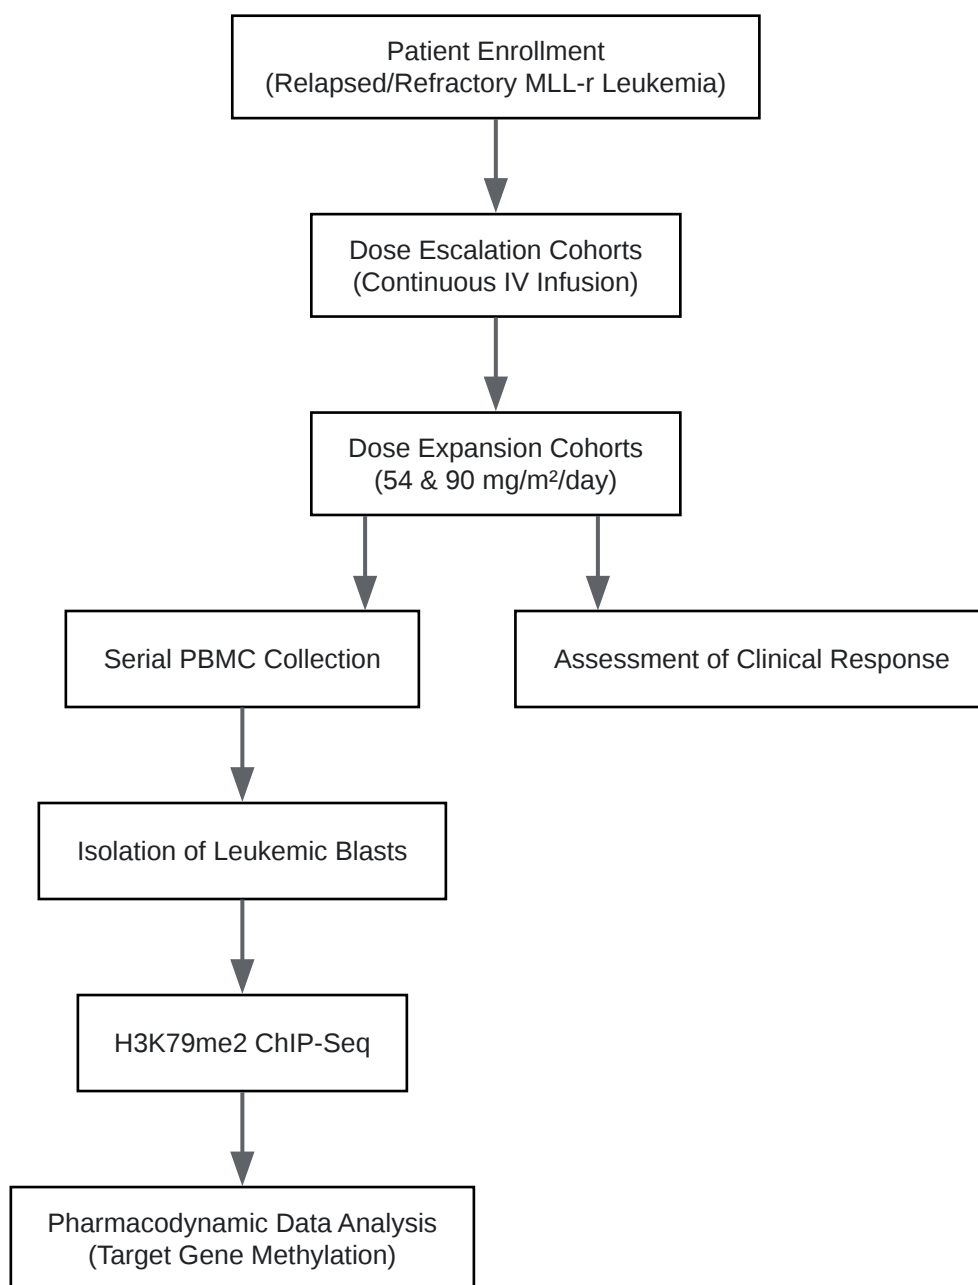 Patient Enrollment
(Relapsed/Refractory MLL-r Leukemia)
Dose Escalation Cohorts
(Continuous IV Infusion)
Dose Expansion Cohorts
(54 & 90 mg/m²/day)
Serial PBMC Collection
Assessment of Clinical Response
Isolation of Leukemic Blasts
H3K79me2 ChIP-Seq
Pharmacodynamic Data Analysis
(Target Gene Methylation)